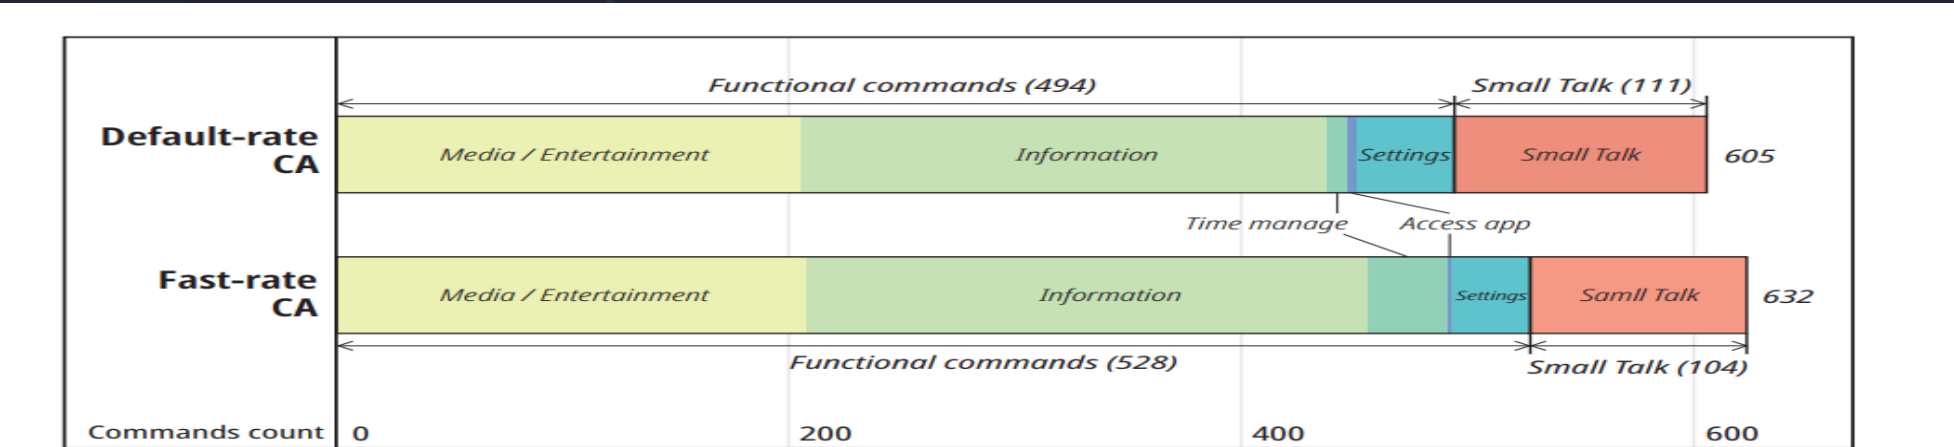 Functional commands (494)
Small Talk (111)
Default-rate
CA
Media / Entertainment
Information
Settings
Small Talk
605
Time manage
Access app
Fast-rate
CA
Media / Entertainment
Information
Settings
Samll Talk
632
Functional commands (528)
Small Talk (104)
Commands count
0
200
400
600